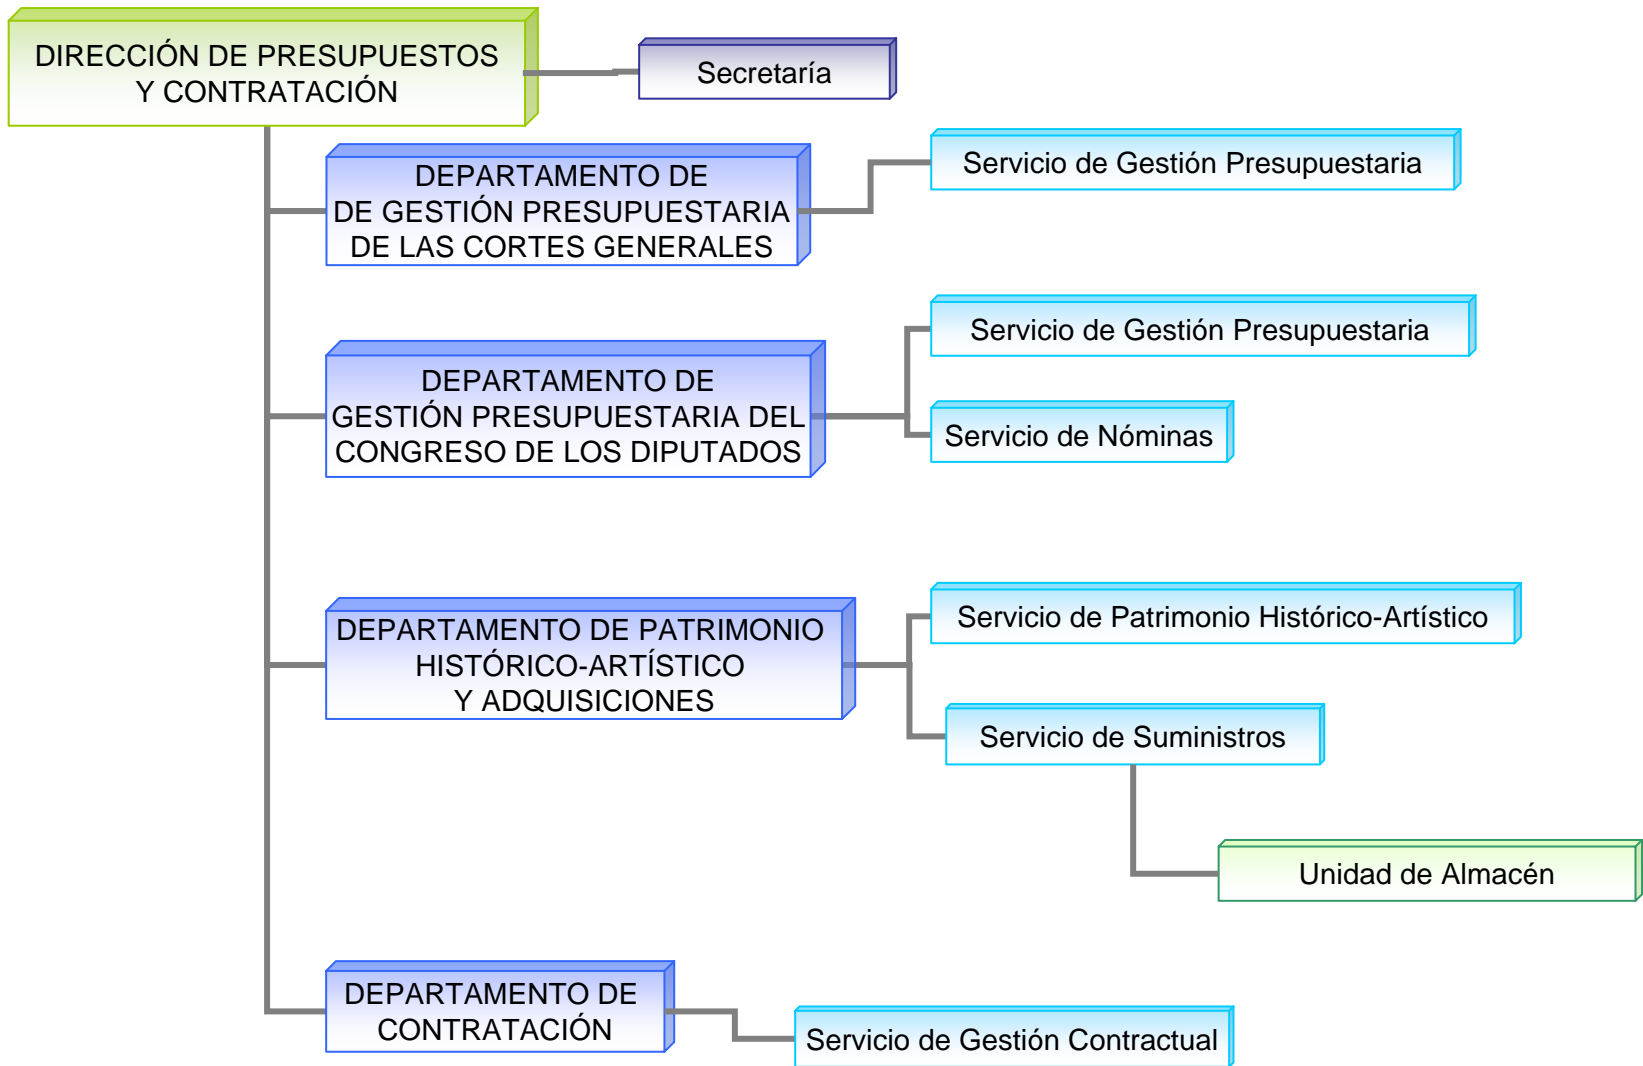 DIRECCIÓN DE PRESUPUESTOS
Y CONTRATACIÓN
Secretaría
DEPARTAMENTO DE
DE GESTIÓN PRESUPUESTARIA
DE LAS CORTES GENERALES
Servicio de Gestión Presupuestaria
DEPARTAMENTO DE
GESTIÓN PRESUPUESTARIA DEL
CONGRESO DE LOS DIPUTADOS
Servicio de Gestión Presupuestaria
Servicio de Nóminas
DEPARTAMENTO DE PATRIMONIO
HISTÓRICO-ARTÍSTICO
Y ADQUISICIONES
Servicio de Patrimonio Histórico-Artístico
Servicio de Suministros
Unidad de Almacén
DEPARTAMENTO DE
CONTRATACIÓN
Servicio de Gestión Contractual